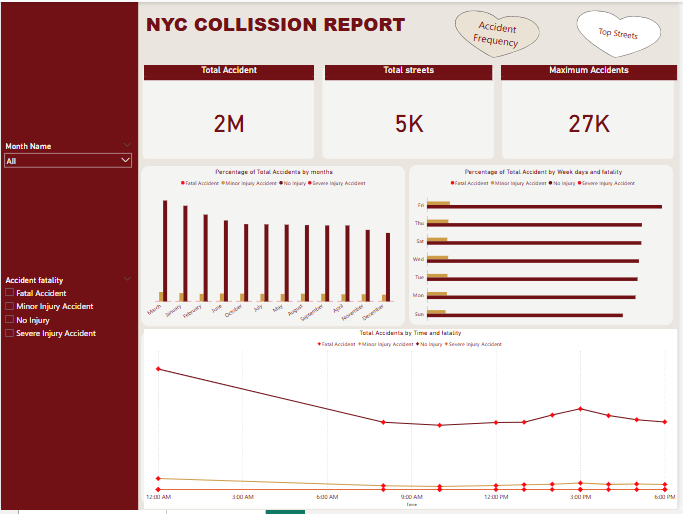 NYC COLLISSION REPORT
Accident
Frequency
Top Streets
Total Accident
Total streets
Maximum Accidents
2M
5K
27K
Month Name
All
Accident fatality
Fatal Accident
Minor Injury Accident
No Injury
Severe Injury Accident
Percentage of Total Accidents by months
Fatal Accident Minor Injury Accident No Injury Severe Injury Accident
March January February June October July May August September April November December
Percentage of Total Accident by Week days and fatality
Fatal Accident Minor Injury Accident No Injury Severe Injury Accident
Fri
Thu
Sat
Wed
Tue
Mon
Sun
Total Accidents by Time and fatality
Fatal Accident Minor Injury Accident No Injury Severe Injury Accident
12:00 AM 3:00 AM 6:00 AM 9:00 AM 12:00 PM 3:00 PM 6:00 PM
Time